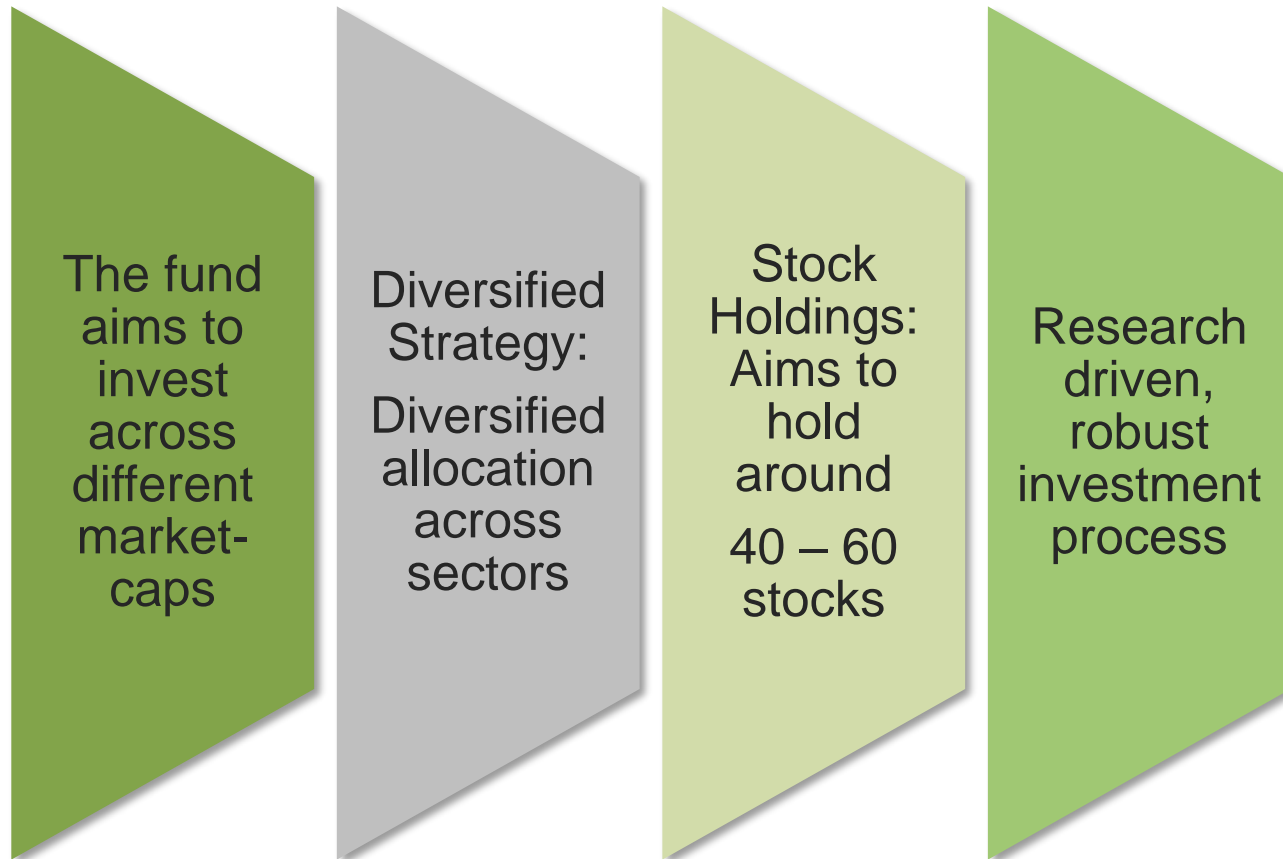 The fund
aims to
invest
across
different
market-
caps
Diversified
Strategy:
Diversified
allocation
across
sectors
Stock
Holdings:
Aims to
hold
around
40 – 60
stocks
Research
driven,
robust
investment
process